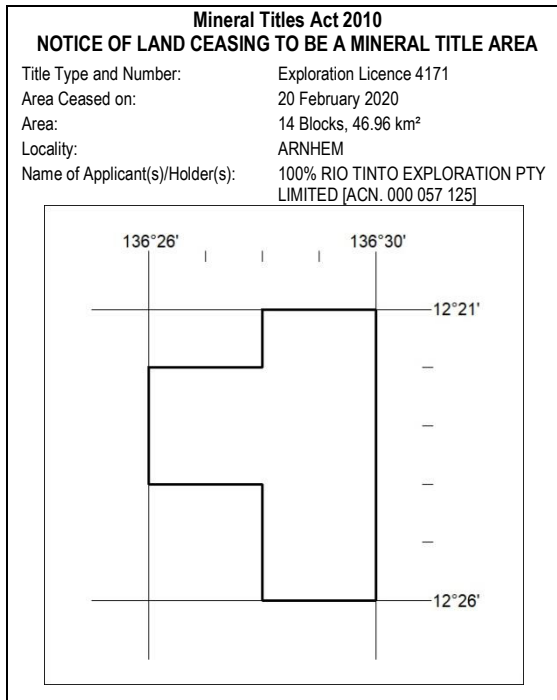 Mineral Titles Act 2010
NOTICE OF LAND CEASING TO BE A MINERAL TITLE AREA
Title Type and Number: Exploration Licence 4171
Area Ceased on: 20 February 2020
Area: 14 Blocks, 46.96 km²
Locality: ARNHEM
Name of Applicant(s)/Holder(s): 100% RIO TINTO EXPLORATION PTY
LIMITED [ACN. 000 057 125]
136°26' 136°30'
12°21'
12°26'